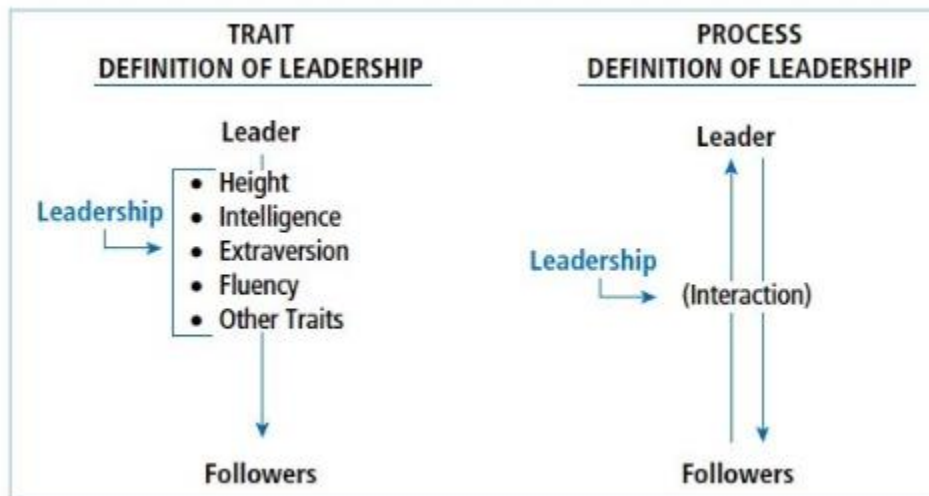 TRAIT
DEFINITION OF LEADERSHIP
Leader
Leadership
• Height
• Intelligence
• Extraversion
• Fluency
• Other Traits
Followers
PROCESS
DEFINITION OF LEADERSHIP
Leader
Leadership
(Interaction)
Followers